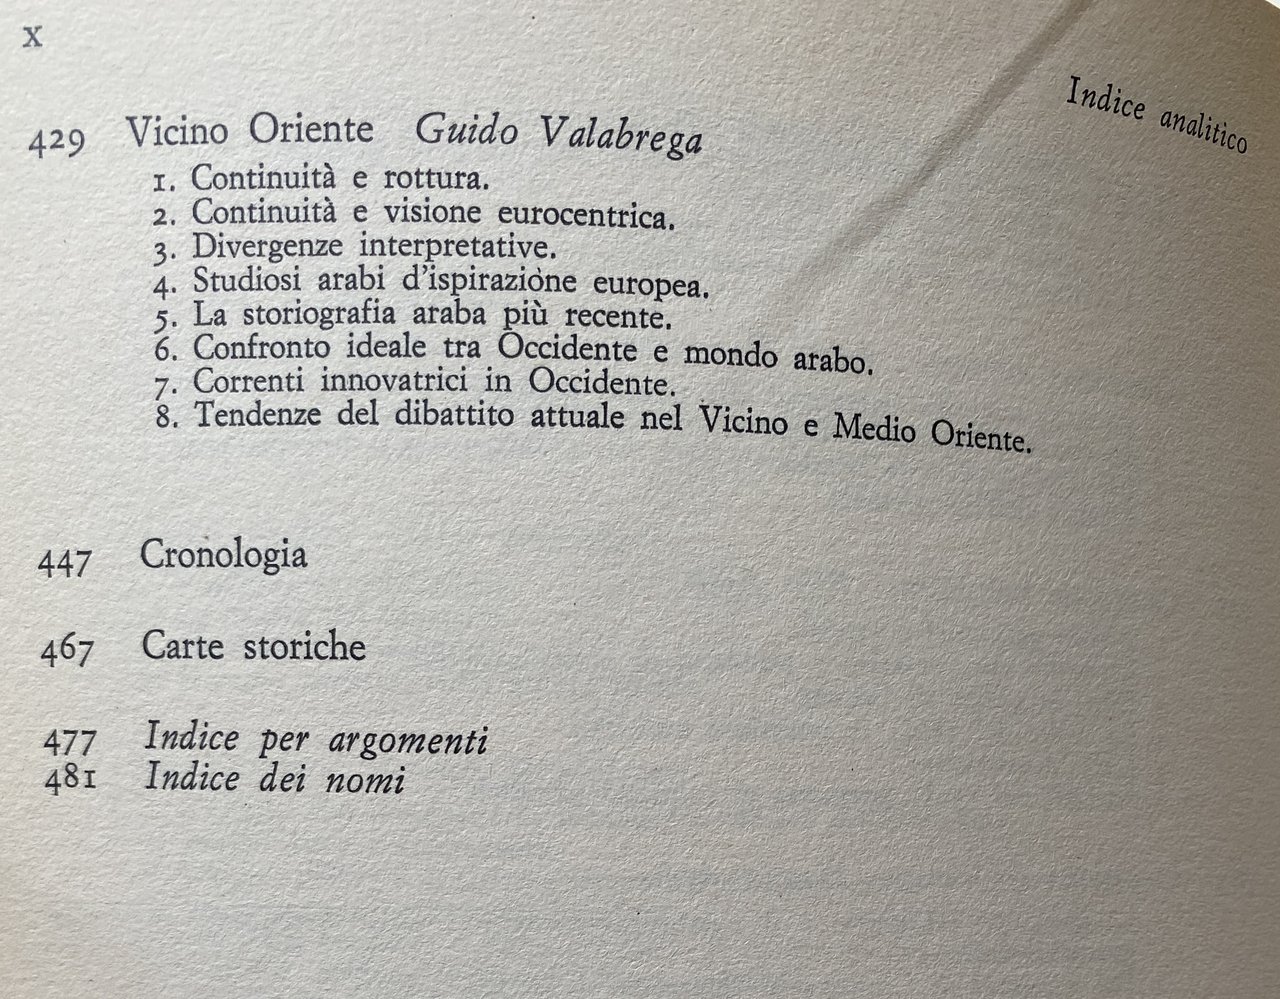 x
Indice analitico
429 Vicino Oriente Guido Valabrega
1. Continuità e rottura.
2. Continuità e visione eurocentrica.
3. Divergenze interpretative.
4. Studiosi arabi d'ispirazione europea.
5. La storiografia araba più recente.
6. Confronto ideale tra Occidente e mondo arabo.
7. Correnti innovatrici in Occidente.
8. Tendenze del dibattito attuale nel Vicino e Medio Oriente.
447 Cronologia
467 Carte storiche
477 Indice per argomenti
481 Indice dei nomi